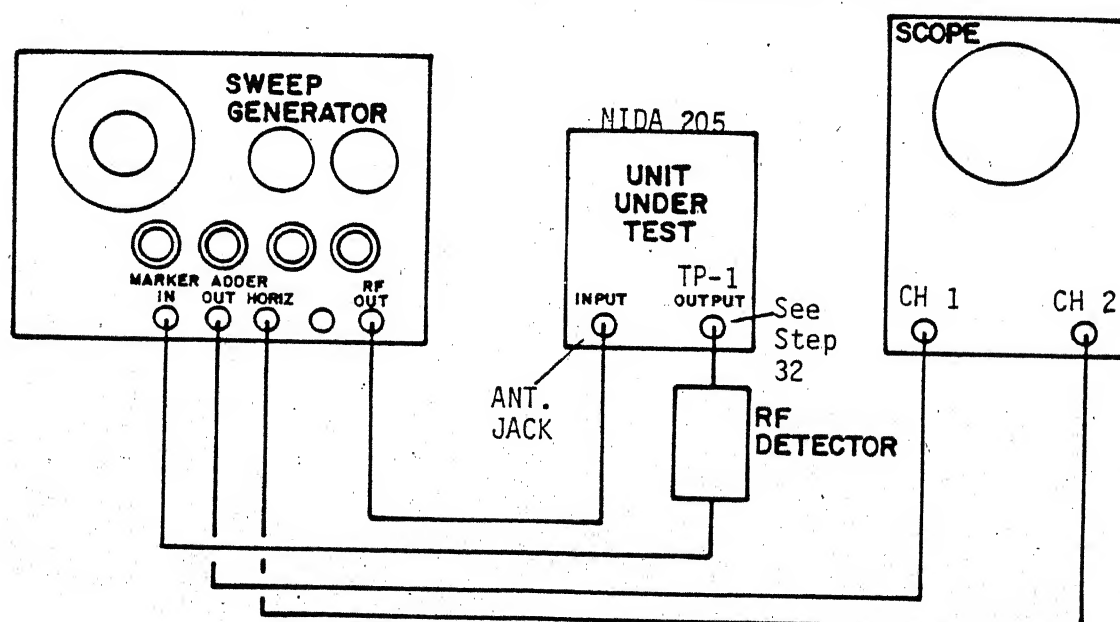 SWEEP
GENERATOR
MARKER
IN
ADDER
OUT
HORIZ
RF
OUT
NIDA 205
UNIT
UNDER
TEST
INPUT
TP-1
OUTPUT
ANT.
JACK
See
Step
32
RF
DETECTOR
SCOPE
CH 1
CH 2